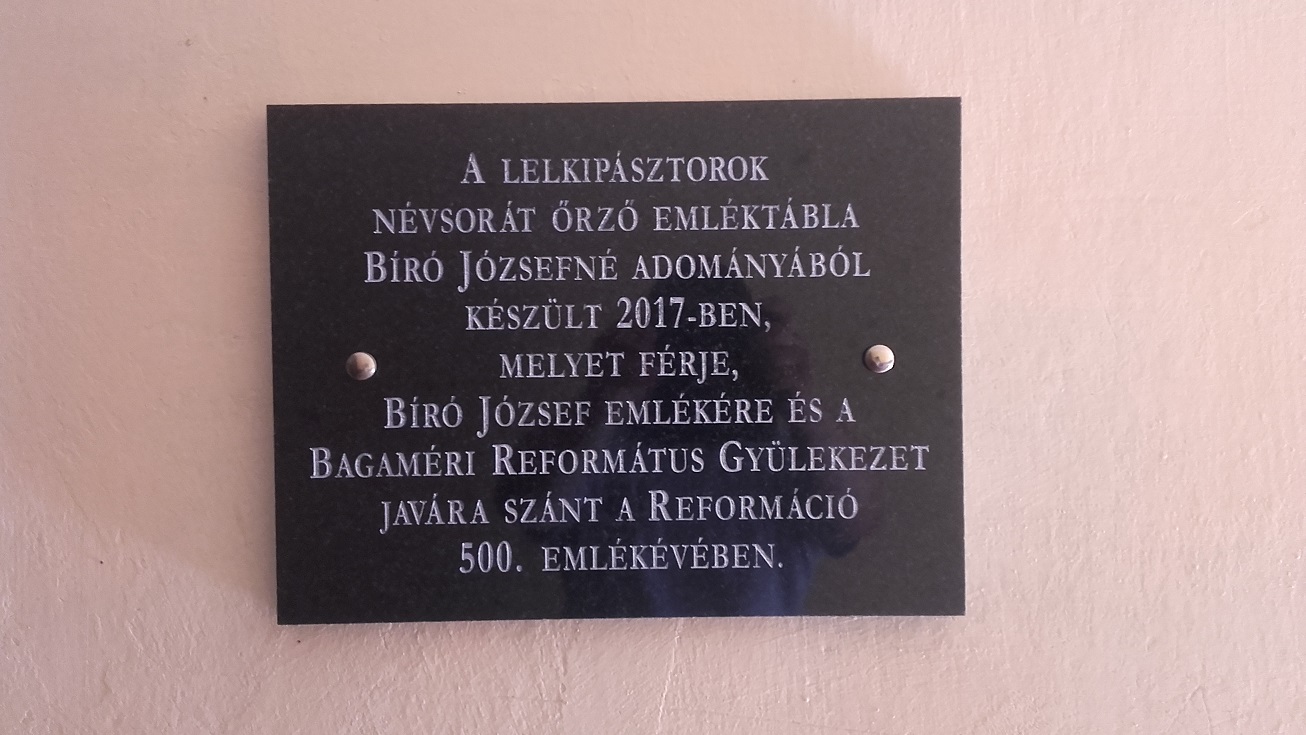 A LELKIPÁSZTOROK
NÉVSORÁT ŐRZŐ EMLÉKTÁBLA
BÍRÓ JÓZSEFNÉ ADOMÁNYÁBÓL
KÉSZÜLT 2017-BEN,
MELYET FÉRJE,
BÍRÓ JÓZSEF EMLÉKÉRE ÉS A
BAGAMÉRI REFORMÁTUS GYÜLEKEZET
JAVÁRA SZÁNT A REFORMÁCIÓ
500. EMLÉKÉVÉBEN.